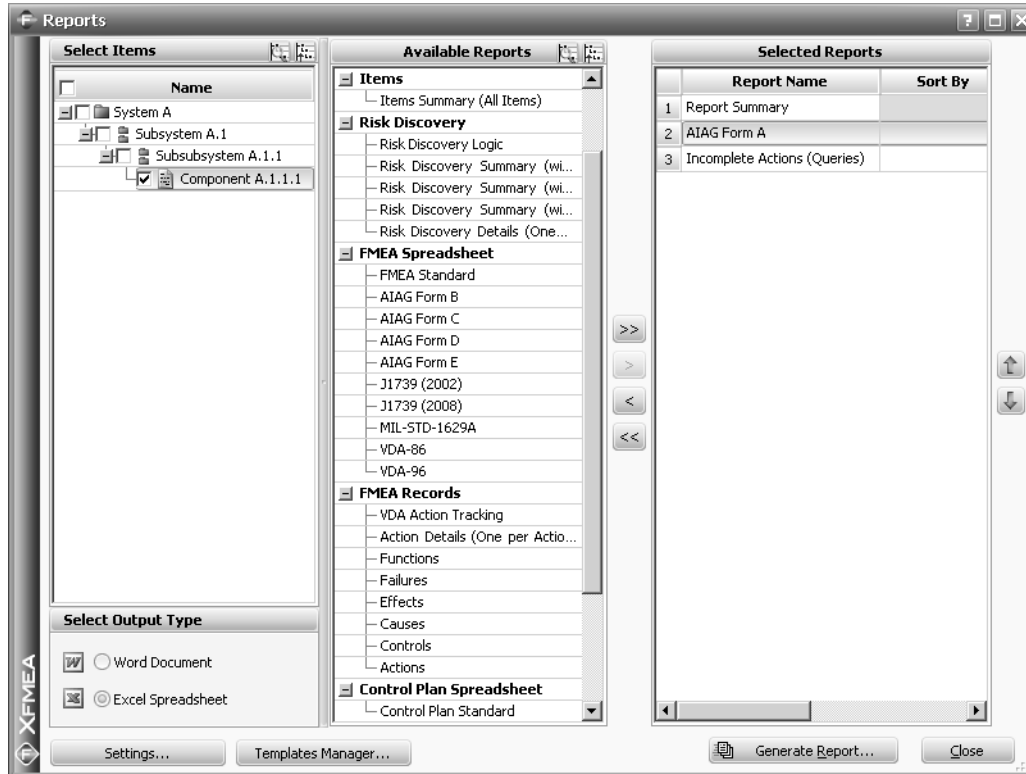 Reports
Select Items
Name
System A
Subsystem A.1
Subsubsystem A.1.1
Component A.1.1.1
Select Output Type
Word Document
Excel Spreadsheet
XFMEA
Available Reports
Items
Items Summary (All Items)
Risk Discovery
Risk Discovery Logic
Risk Discovery Summary (wi...
Risk Discovery Summary (wi...
Risk Discovery Summary (wi...
Risk Discovery Details (One...
FMEA Spreadsheet
FMEA Standard
AIAG Form B
AIAG Form C
AIAG Form D
AIAG Form E
J1739 (2002)
J1739 (2008)
MIL-STD-1629A
VDA-86
VDA-96
FMEA Records
VDA Action Tracking
Action Details (One per Actio...
Functions
Failures
Effects
Causes
Controls
Actions
Control Plan Spreadsheet
Control Plan Standard
>>
>
<
<<
Selected Reports
Report Name Sort By
1 Report Summary
2 AIAG Form A
3 Incomplete Actions (Queries)
Settings... Templates Manager... Generate Report... Close